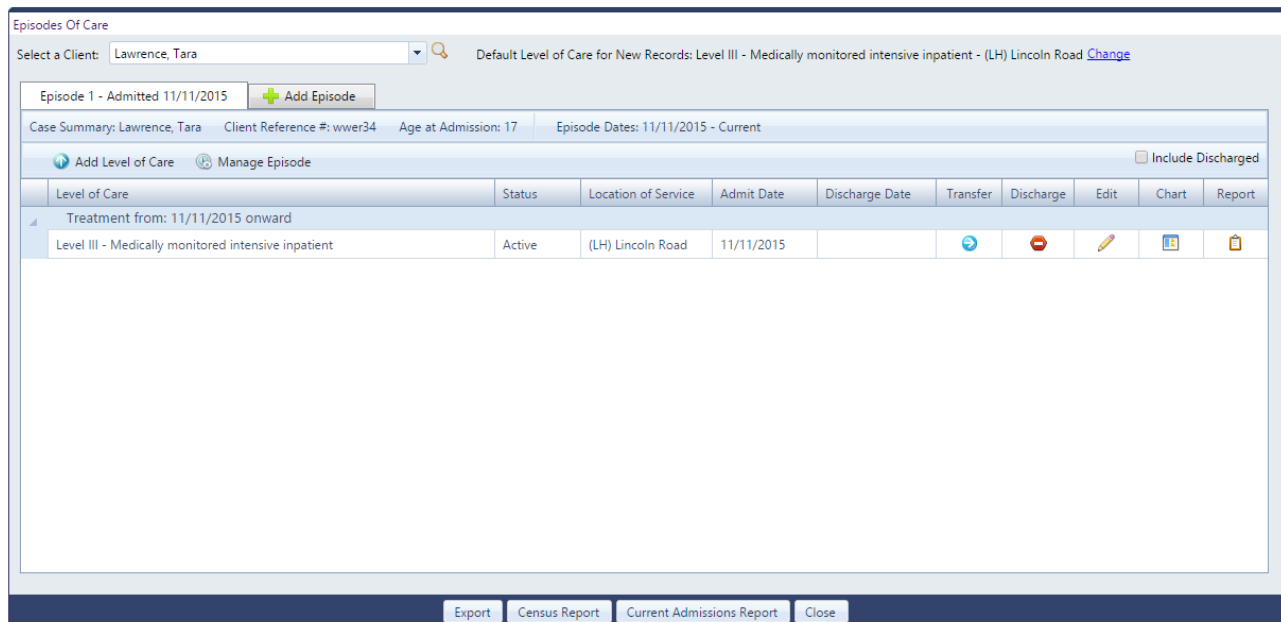 Episodes Of Care
Select a Client: Lawrence, Tara Default Level of Care for New Records: Level III - Medically monitored intensive inpatient - (LH) Lincoln Road Change
Episode 1 - Admitted 11/11/2015 Add Episode
Case Summary: Lawrence, Tara Client Reference #: wwer34 Age at Admission: 17 Episode Dates: 11/11/2015 - Current
Add Level of Care Manage Episode Include Discharged
Level of Care Status Location of Service Admit Date Discharge Date Transfer Discharge Edit Chart Report
Treatment from: 11/11/2015 onward
Level III - Medically monitored intensive inpatient Active (LH) Lincoln Road 11/11/2015
Export Census Report Current Admissions Report Close